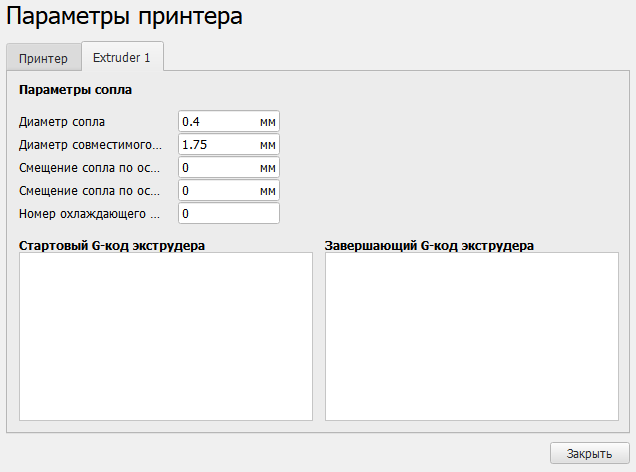 Параметры принтера
Принтер Extruder 1
Параметры сопла
Диаметр сопла 0.4 мм
Диаметр совместимого... 1.75 мм
Смещение сопла по ос... 0 мм
Смещение сопла по ос... 0 мм
Номер охлаждающего ... 0
Стартовый G-код экструдера Завершающий G-код экструдера
Закрыть